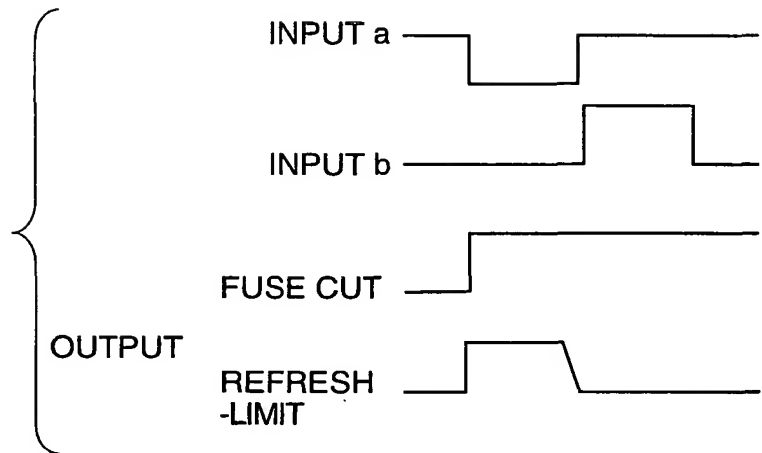 INPUT a
INPUT b
FUSE CUT
OUTPUT
REFRESH
-LIMIT